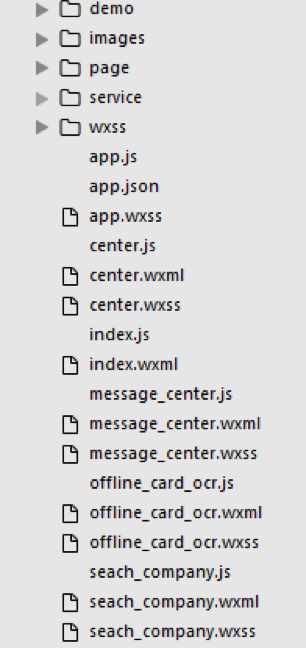 demo
images
page
service
wxss
app.js
app.json
app.wxss
center.js
center.wxml
center.wxss
index.js
index.wxml
message_center.js
message_center.wxml
message_center.wxss
offline_card_ocr.js
offline_card_ocr.wxml
offline_card_ocr.wxss
seach_company.js
seach_company.wxml
seach_company.wxss